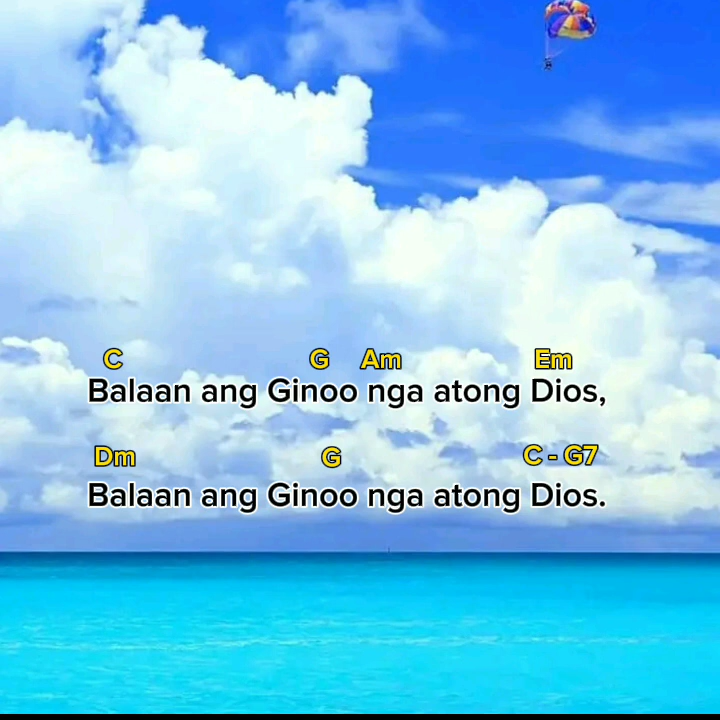 C G Am Em
Balaan ang Ginoo nga atong Dios,
Dm G C - G7
Balaan ang Ginoo nga atong Dios.